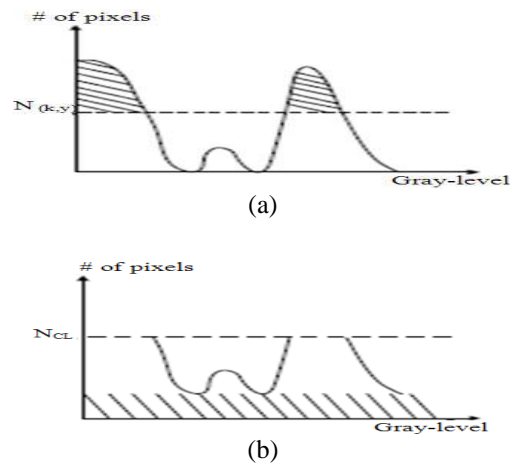 # of pixels
N (k,y)
Gray-level
(a)
# of pixels
NCL
Gray-level
(b)